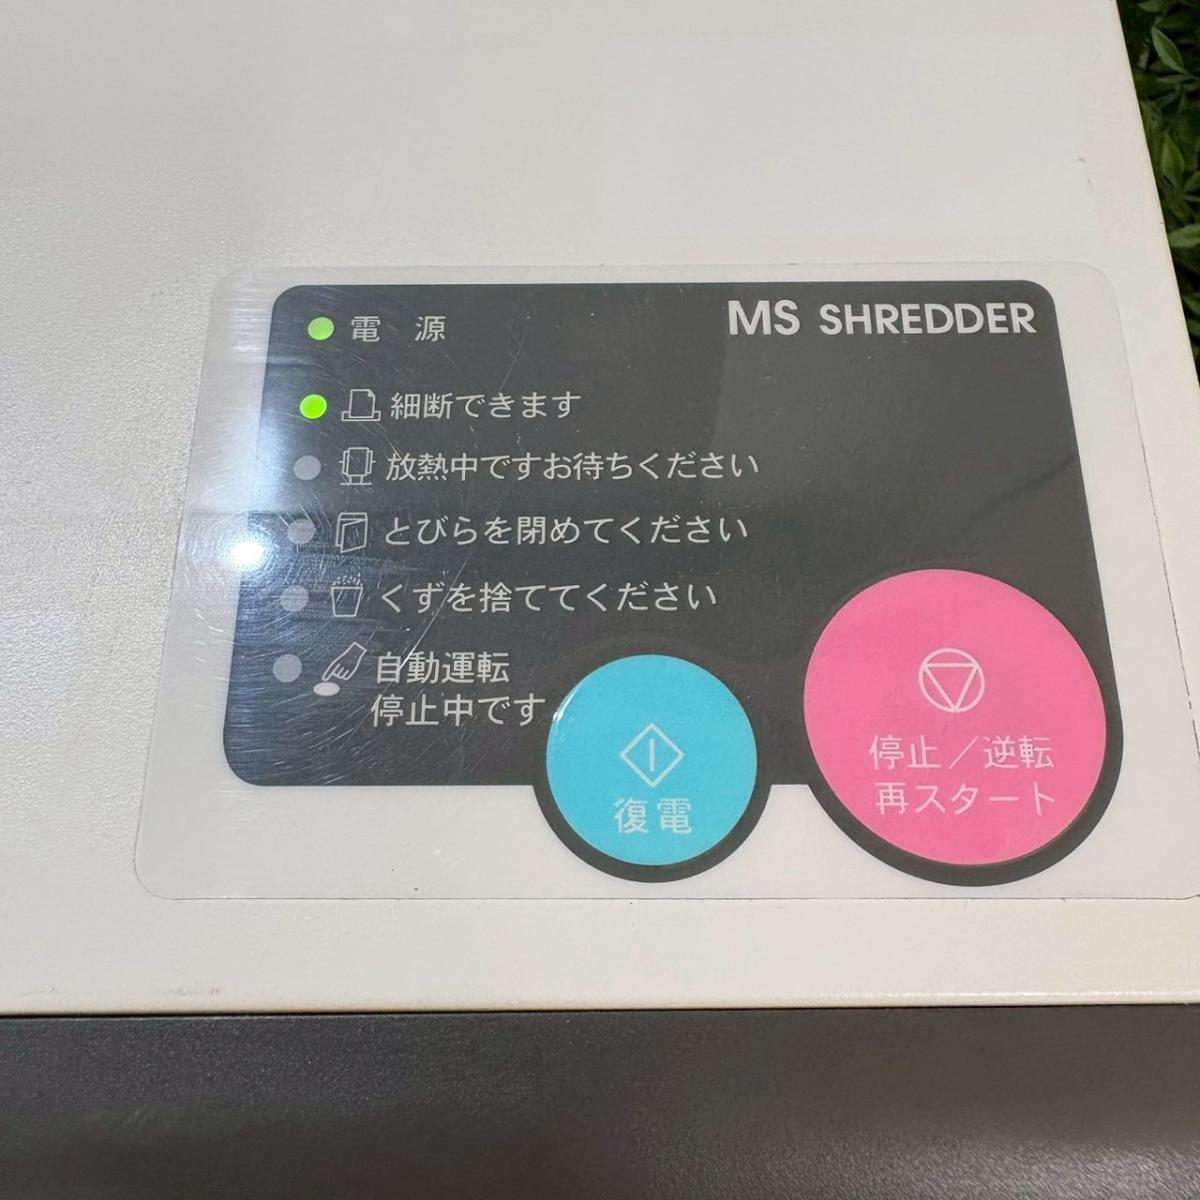 MS SHREDDER
電 源
細断できます
放熱中ですお待ちください
とびらを閉めてください
くずを捨ててください
自動運転
停止中です
復電
停止／逆転
再スタート